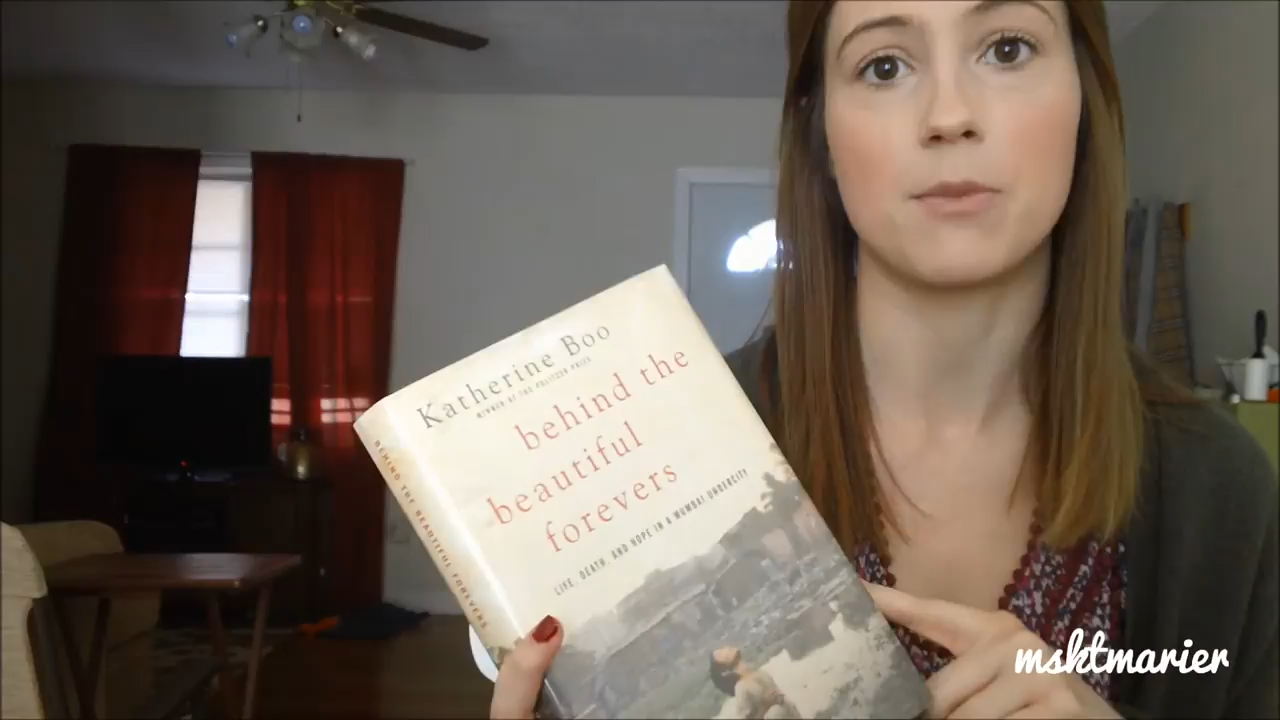 Katherine Boo
WINNER OF THE PULITZER PRIZE
behind the
beautiful
forevers
LIFE, DEATH, AND HOPE IN A MUMBAI UNDERCITY
BEHIND THE BEAUTIFUL FOREVERS
msktmarier